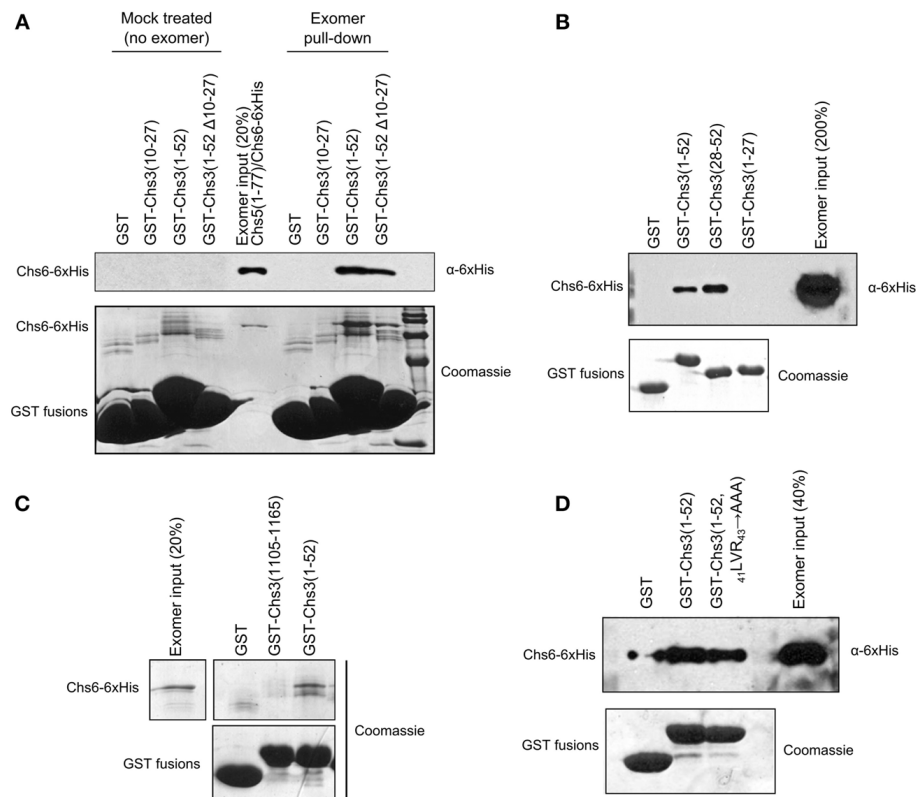 A
Mock treated
(no exomer)
Exomer
pull-down
GST
GST-Chs3(10-27)
GST-Chs3(1-52)
GST-Chs3(1-52 Δ10-27)
Exomer input (20%)
Chs5(1-77)/Chs6-6xHis
GST
GST-Chs3(10-27)
GST-Chs3(1-52)
GST-Chs3(1-52 Δ10-27)
Chs6-6xHis
α-6xHis
Chs6-6xHis
Coomassie
GST fusions
B
GST
GST-Chs3(1-52)
GST-Chs3(28-52)
GST-Chs3(1-27)
Exomer input (200%)
Chs6-6xHis
α-6xHis
GST fusions
Coomassie
C
Exomer input (20%)
GST
GST-Chs3(1105-1165)
GST-Chs3(1-52)
Chs6-6xHis
Coomassie
GST fusions
D
GST
GST-Chs3(1-52)
GST-Chs3(1-52,
41LVR43→AAA)
Exomer input (40%)
Chs6-6xHis
α-6xHis
GST fusions
Coomassie